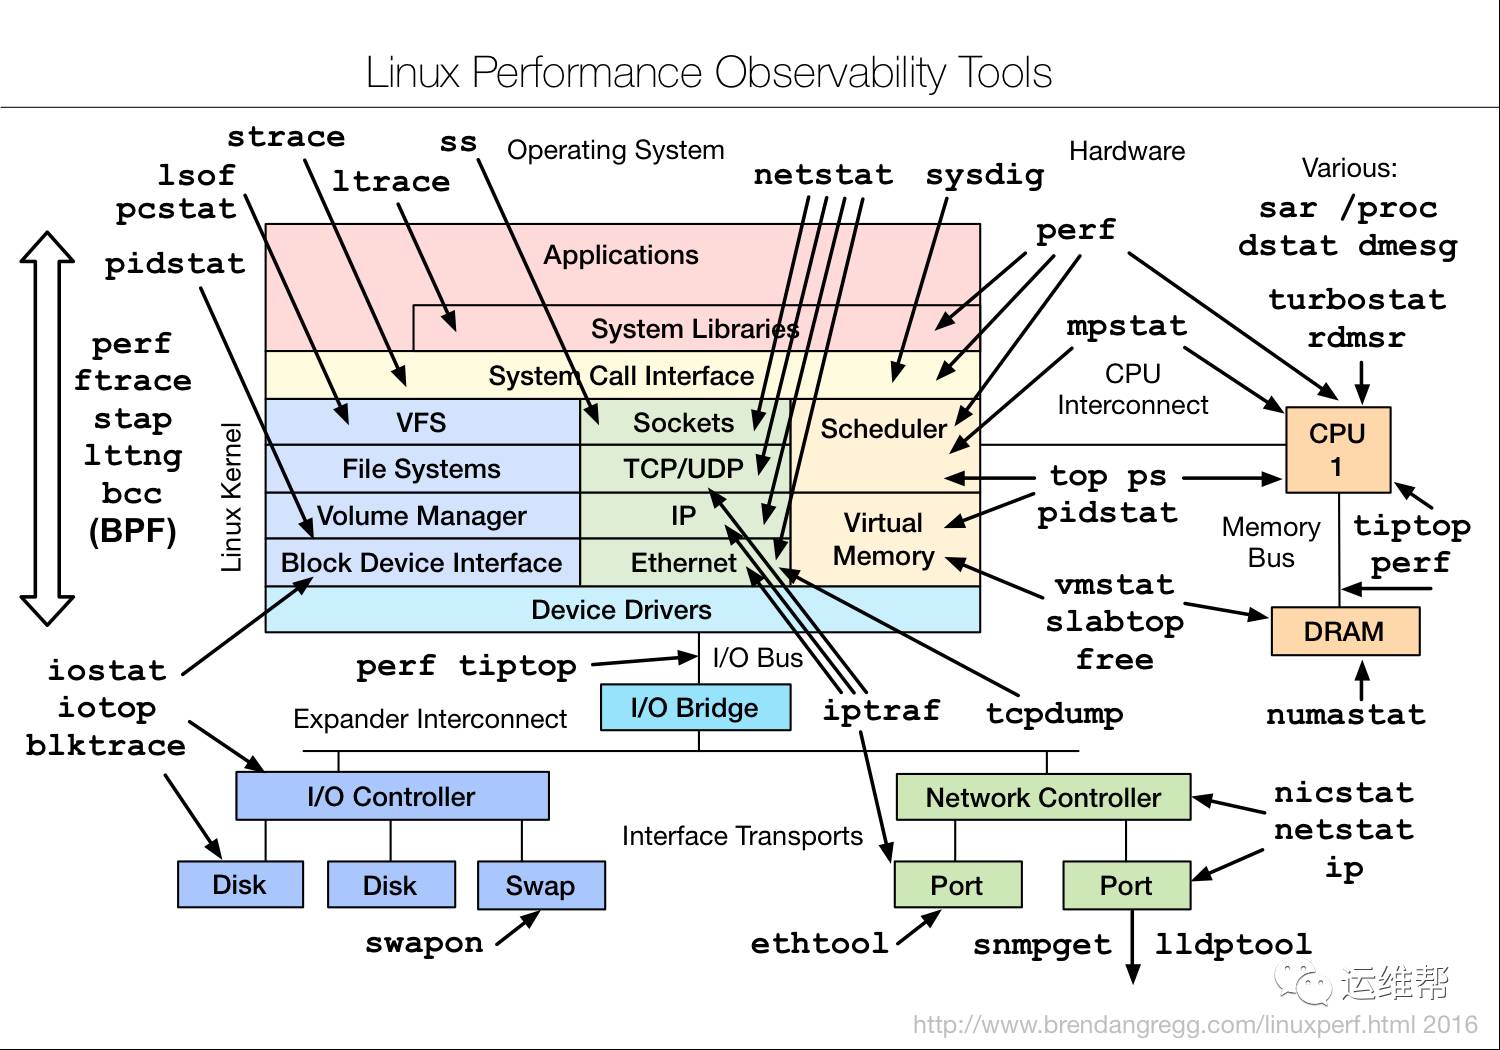 Linux Performance Observability Tools
strace
ss
Operating System
Hardware
Various:
lsof
ltrace
netstat
sysdig
pcstat
sar /proc
dstat dmesg
perf
pidstat
Applications
turbostat
rdmsr
System Libraries
mpstat
perf
ftrace
stap
lttng
bcc
(BPF)
System Call Interface
CPU
Interconnect
Linux Kernel
VFS
Sockets
Scheduler
CPU
1
File Systems
TCP/UDP
top ps
pidstat
Volume Manager
IP
Virtual
Memory
Memory
Bus
tiptop
perf
Block Device Interface
Ethernet
vmstat
slabtop
free
Device Drivers
DRAM
iostat
iotop
blktrace
perf tiptop
I/O Bus
I/O Bridge
iptraf
tcpdump
numastat
Expander Interconnect
I/O Controller
Network Controller
nicstat
netstat
ip
Interface Transports
Disk
Disk
Swap
Port
Port
swapon
ethtool
snmpget
lldptool
运维帮
http://www.brendangregg.com/linuxperf.html 2016